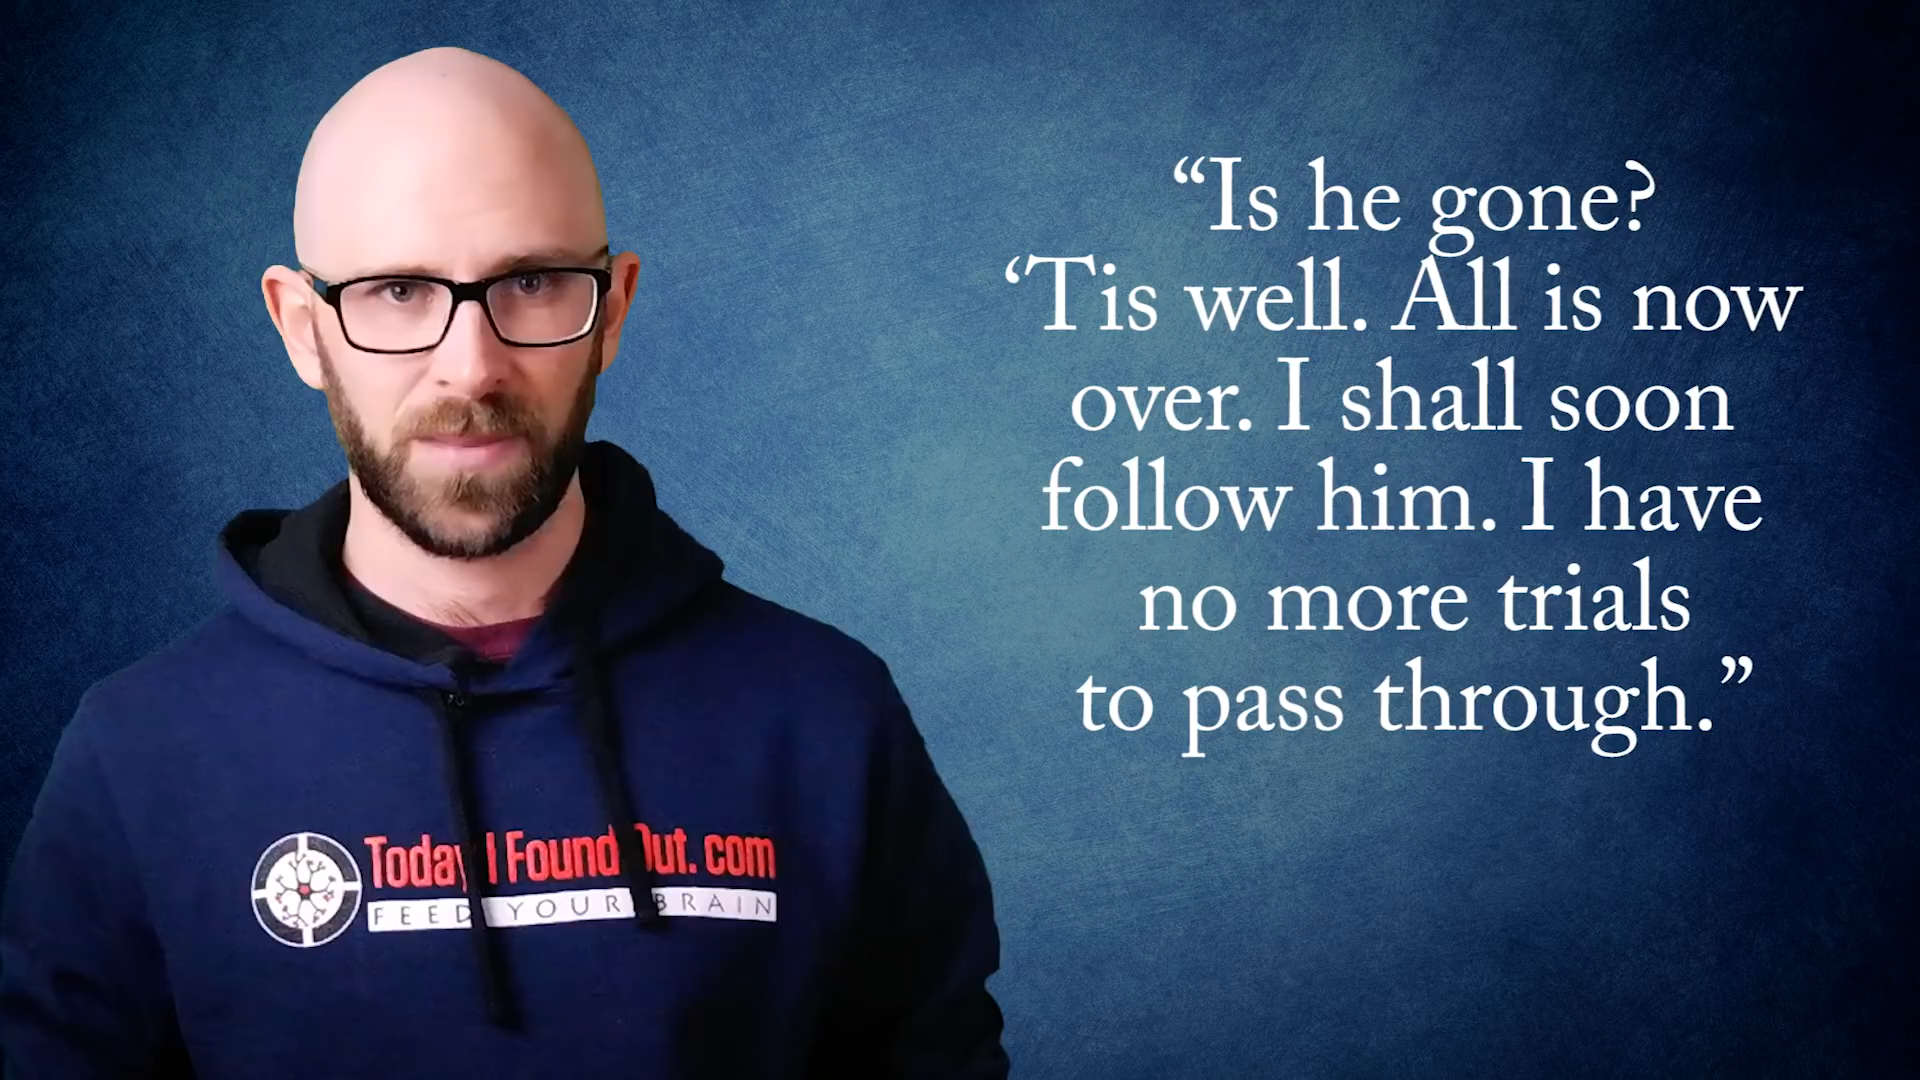 “Is he gone?
‘Tis well. All is now
over. I shall soon
follow him. I have
no more trials
to pass through.”
Today I Found Out.com
FEED YOUR BRAIN